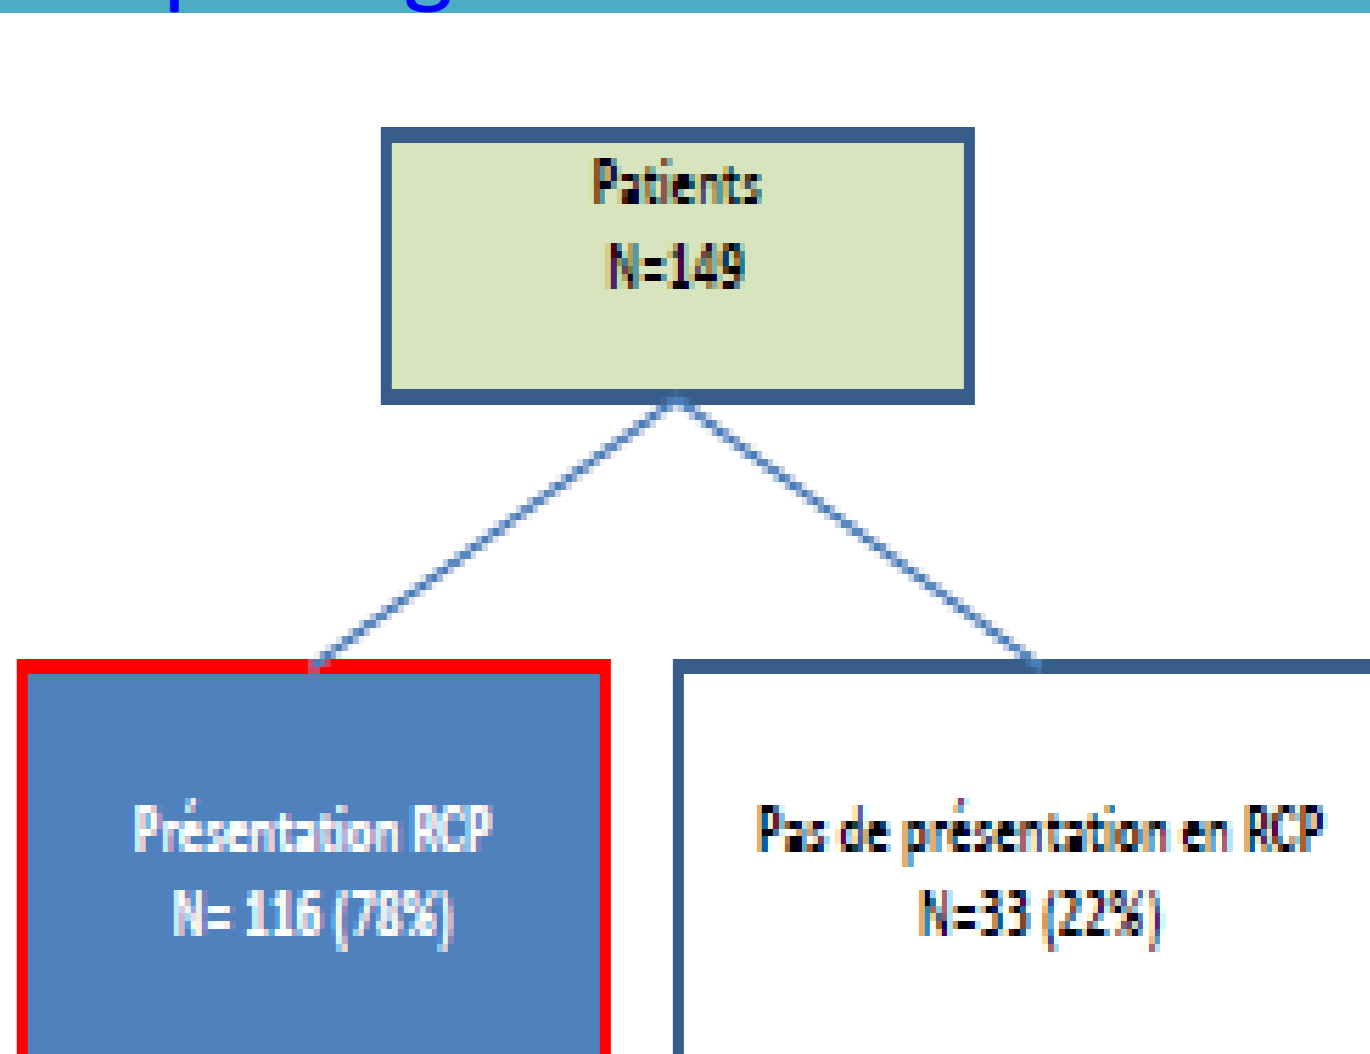 Patients
N=149
Présentation RCP
N= 116 (78%)
Pas de présentation en RCP
N=33 (22%)